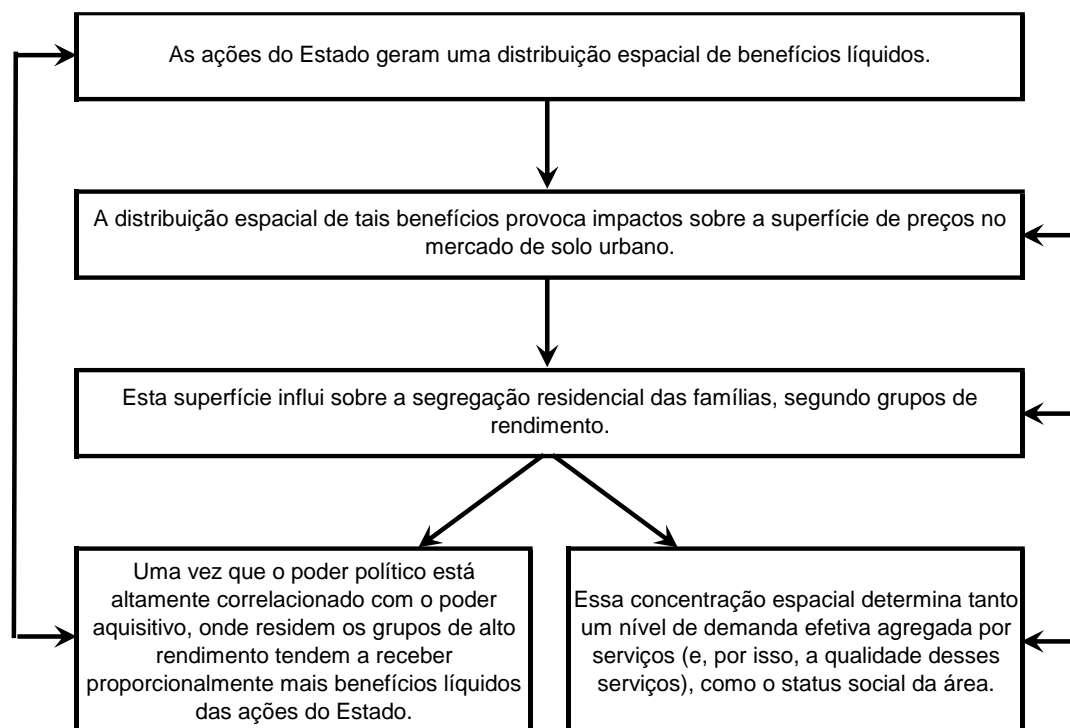 As ações do Estado geram uma distribuição espacial de benefícios líquidos.
A distribuição espacial de tais benefícios provoca impactos sobre a superfície de preços no
mercado de solo urbano.
Esta superfície influi sobre a segregação residencial das famílias, segundo grupos de
rendimento.
Uma vez que o poder político está
altamente correlacionado com o poder
aquisitivo, onde residem os grupos de alto
rendimento tendem a receber
proporcionalmente mais benefícios líquidos
das ações do Estado.
Essa concentração espacial determina tanto
um nível de demanda efetiva agregada por
serviços (e, por isso, a qualidade desses
serviços), como o status social da área.